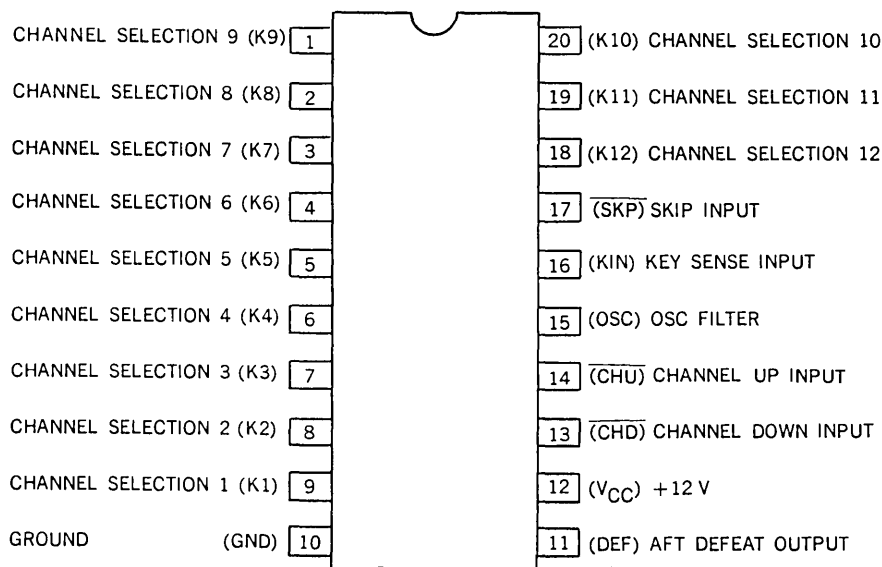 CHANNEL SELECTION 9 (K9) 1
CHANNEL SELECTION 8 (K8) 2
CHANNEL SELECTION 7 (K7) 3
CHANNEL SELECTION 6 (K6) 4
CHANNEL SELECTION 5 (K5) 5
CHANNEL SELECTION 4 (K4) 6
CHANNEL SELECTION 3 (K3) 7
CHANNEL SELECTION 2 (K2) 8
CHANNEL SELECTION 1 (K1) 9
GROUND (GND) 10
20 (K10) CHANNEL SELECTION 10
19 (K11) CHANNEL SELECTION 11
18 (K12) CHANNEL SELECTION 12
17 (SKP) SKIP INPUT
16 (KIN) KEY SENSE INPUT
15 (OSC) OSC FILTER
14 (CHU) CHANNEL UP INPUT
13 (CHD) CHANNEL DOWN INPUT
12 (VCC) +12 V
11 (DEF) AFT DEFEAT OUTPUT